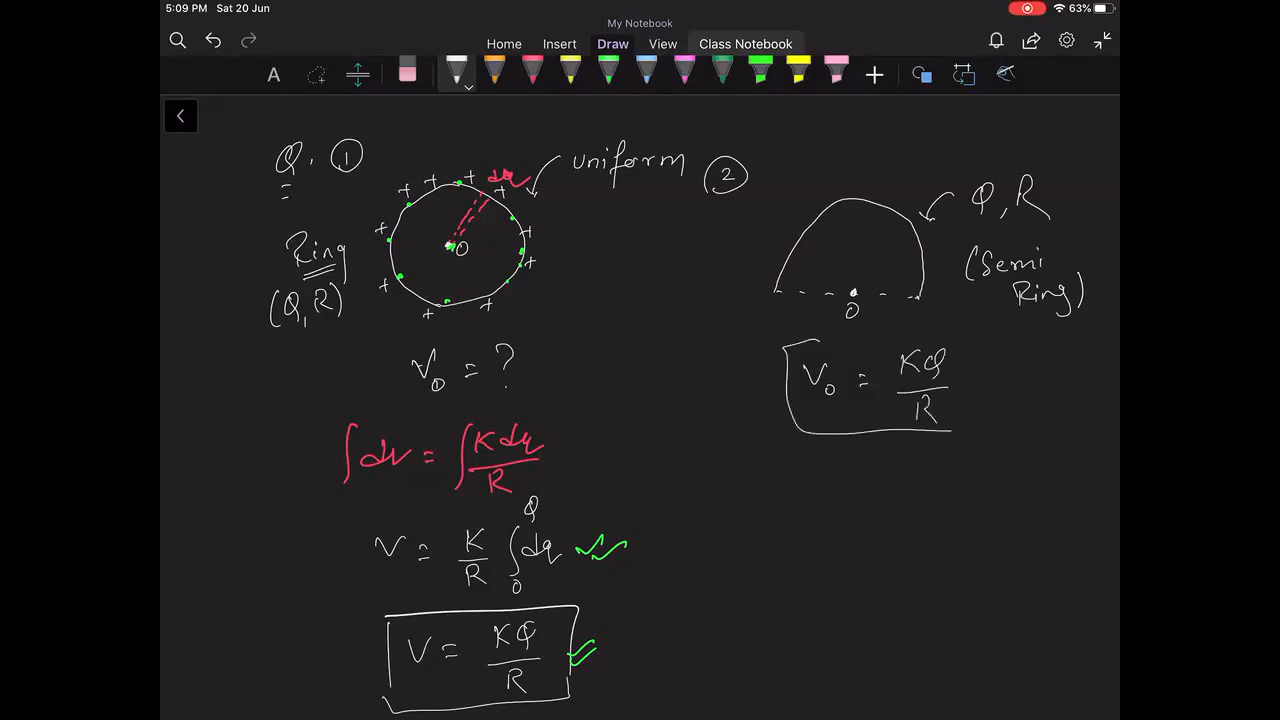 5:09 PM Sat 20 Jun
63%
My Notebook
Home Insert Draw View Class Notebook
A
Q. ①
Ring
(Q, R)
+ + + + + + + + + + + +
dq
O
uniform
V₀ = ?
∫dv = ∫ K dq / R
V = K/R ∫₀^Q dq
V = KQ / R
②
Q, R
(Semi
Ring)
O
V₀ = KQ / R